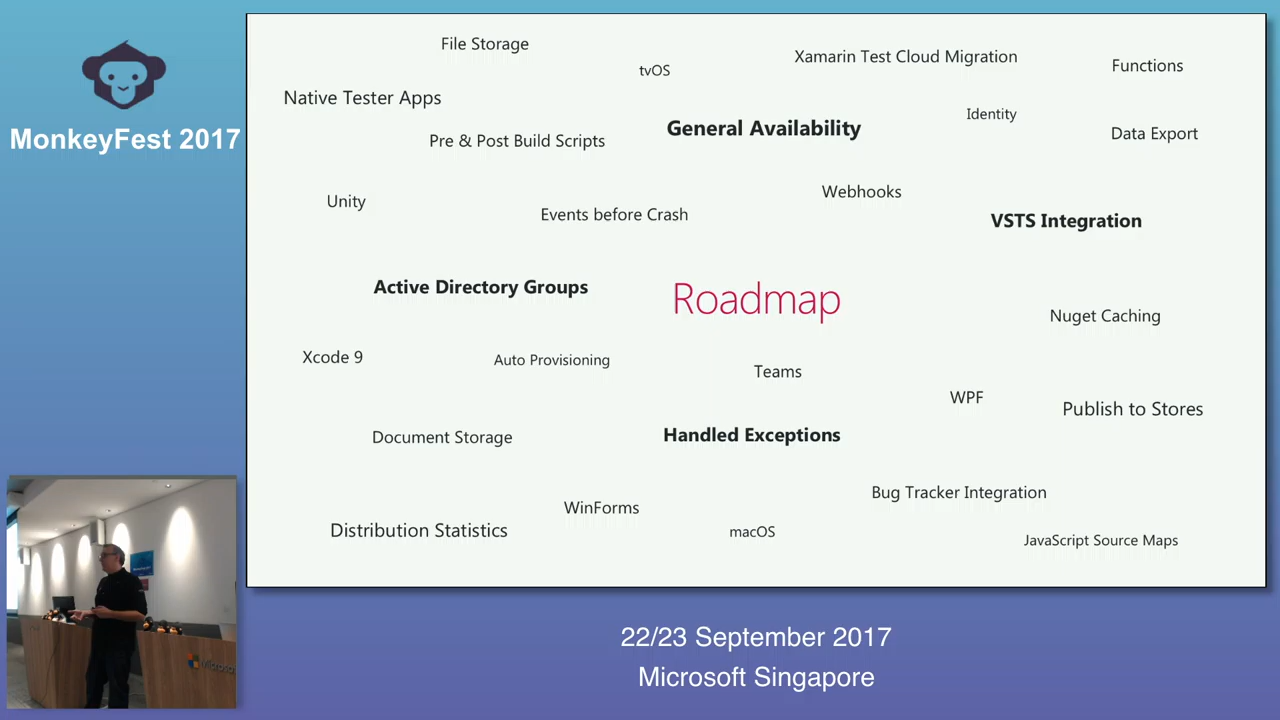 MonkeyFest 2017
File Storage
tvOS
Xamarin Test Cloud Migration
Functions
Native Tester Apps
Identity
General Availability
Data Export
Pre & Post Build Scripts
Webhooks
Unity
Events before Crash
VSTS Integration
Active Directory Groups
Roadmap
Nuget Caching
Xcode 9
Auto Provisioning
Teams
WPF
Publish to Stores
Document Storage
Handled Exceptions
Bug Tracker Integration
WinForms
Distribution Statistics
macOS
JavaScript Source Maps
22/23 September 2017
Microsoft Singapore
Microsoft